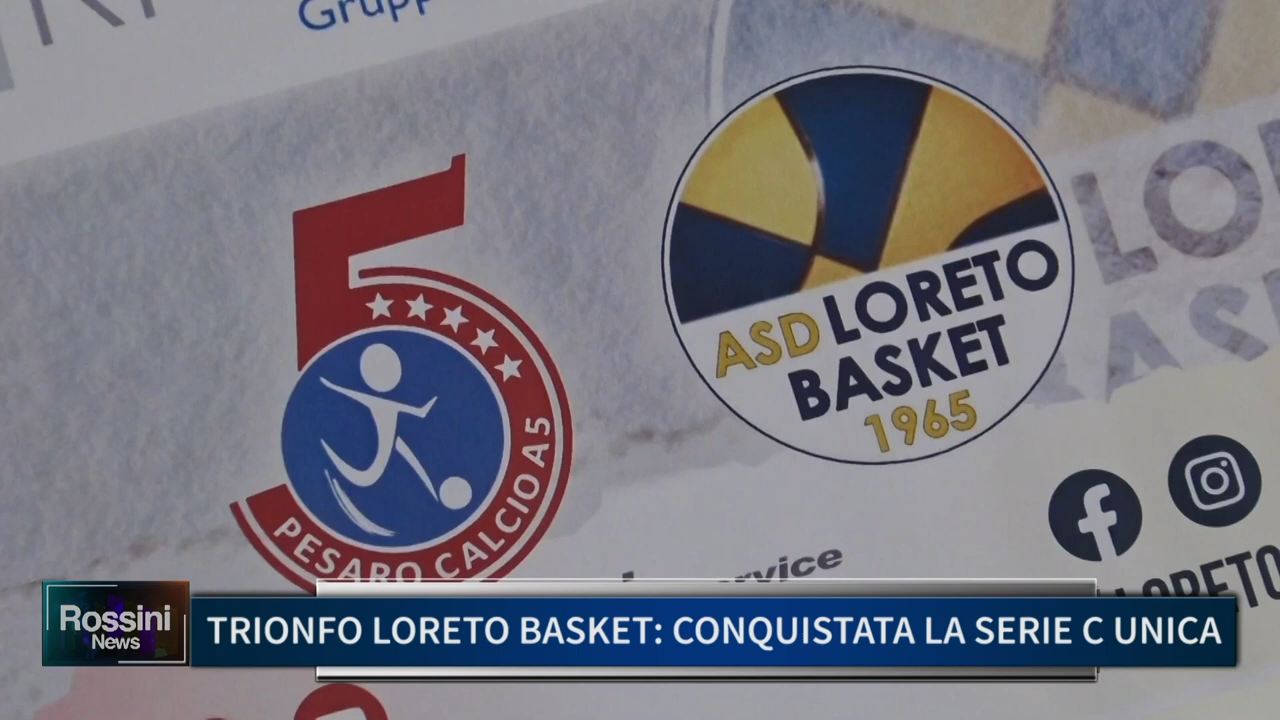 Grupp
ASD LORETO
BASKET
1965
LO
BAS
PESARO CALCIO A5
service
LORETO
Rossini
News
TRIONFO LORETO BASKET: CONQUISTATA LA SERIE C UNICA